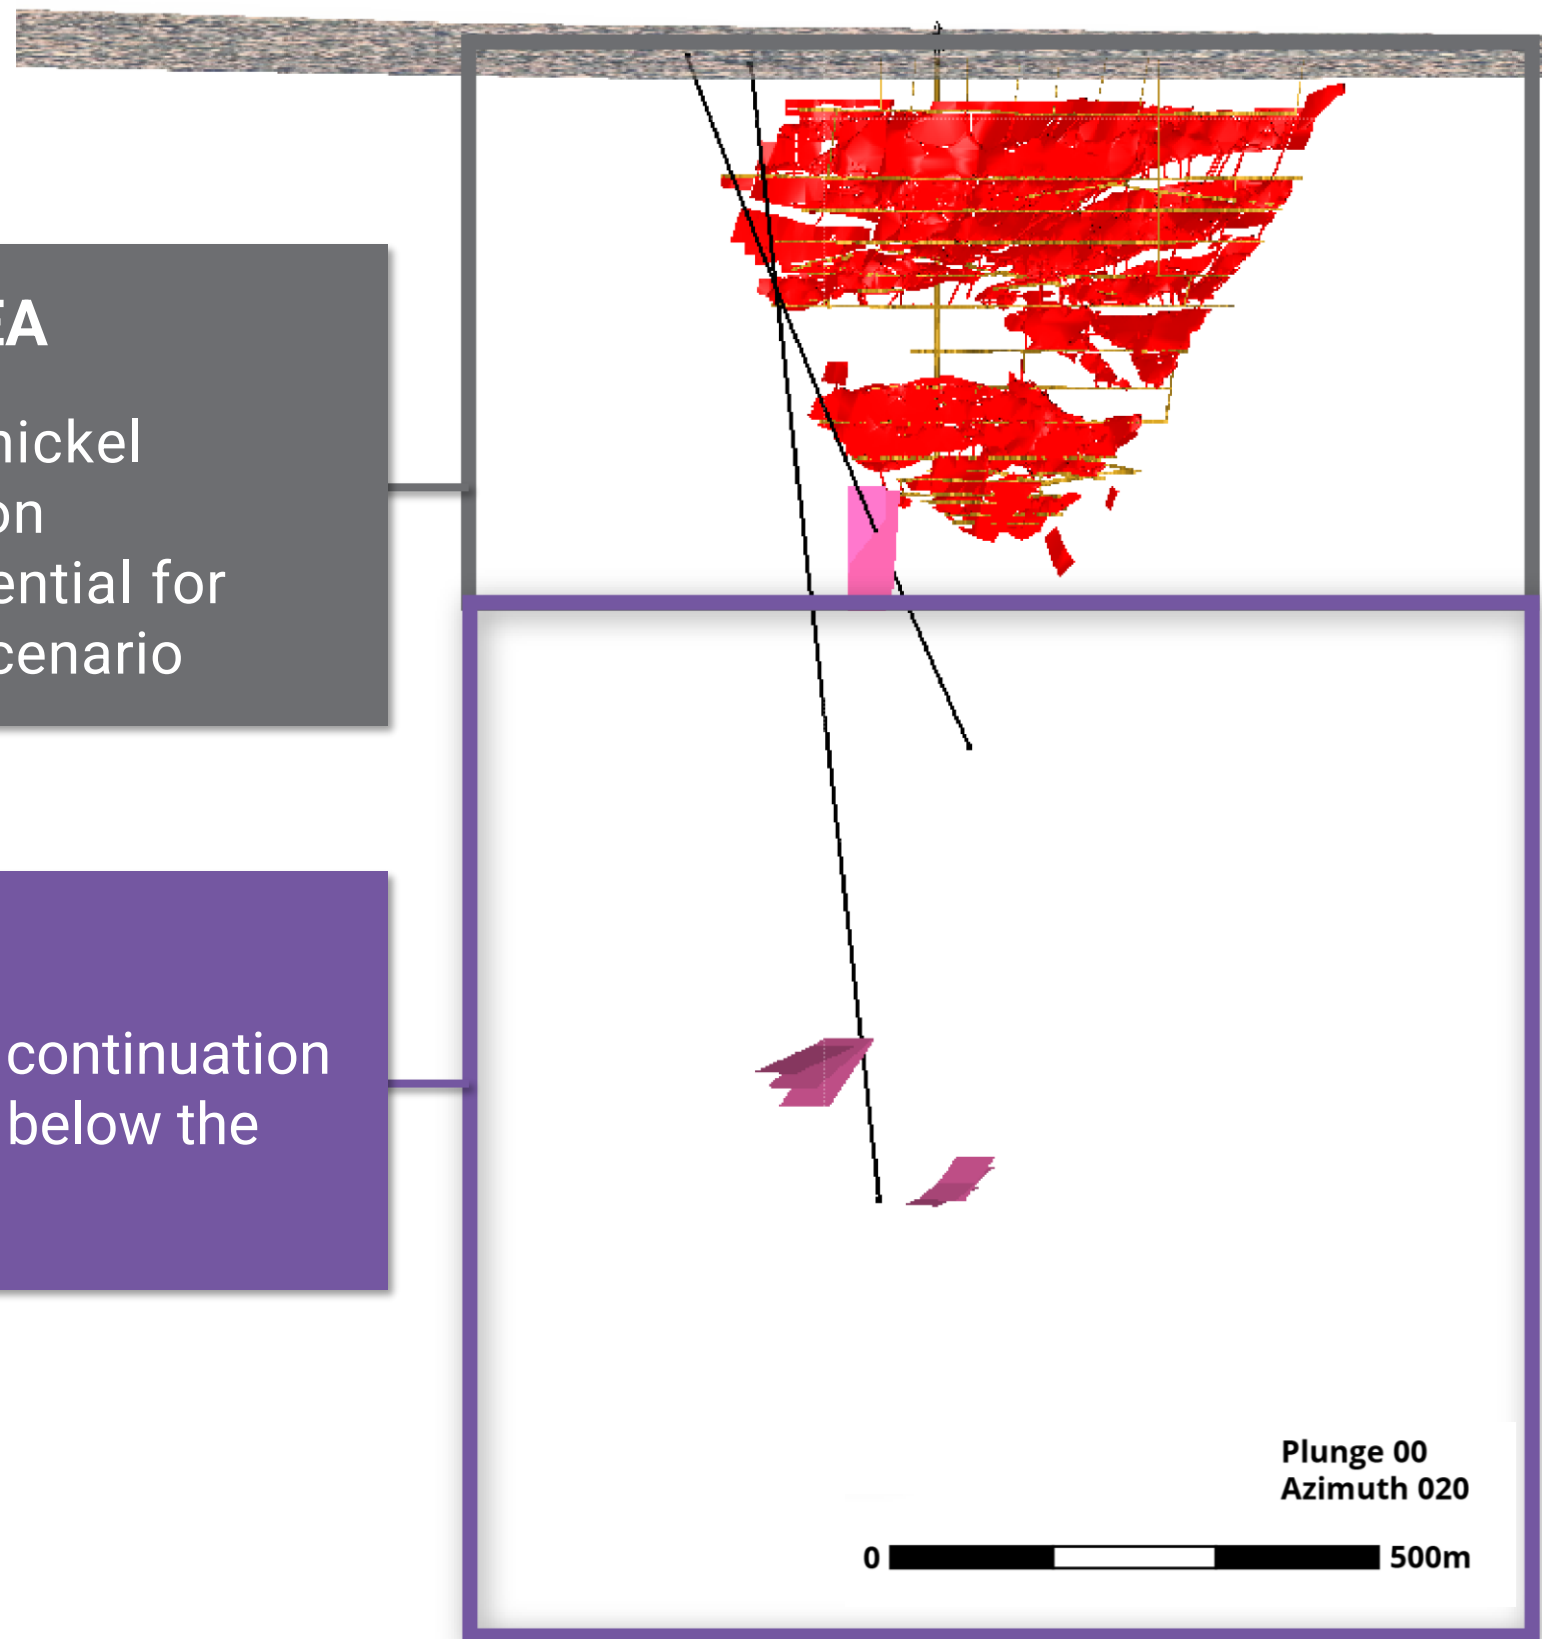 EA
nickel
on
ential for
cenario
continuation
below the
Plunge 00
Azimuth 020
0 500m